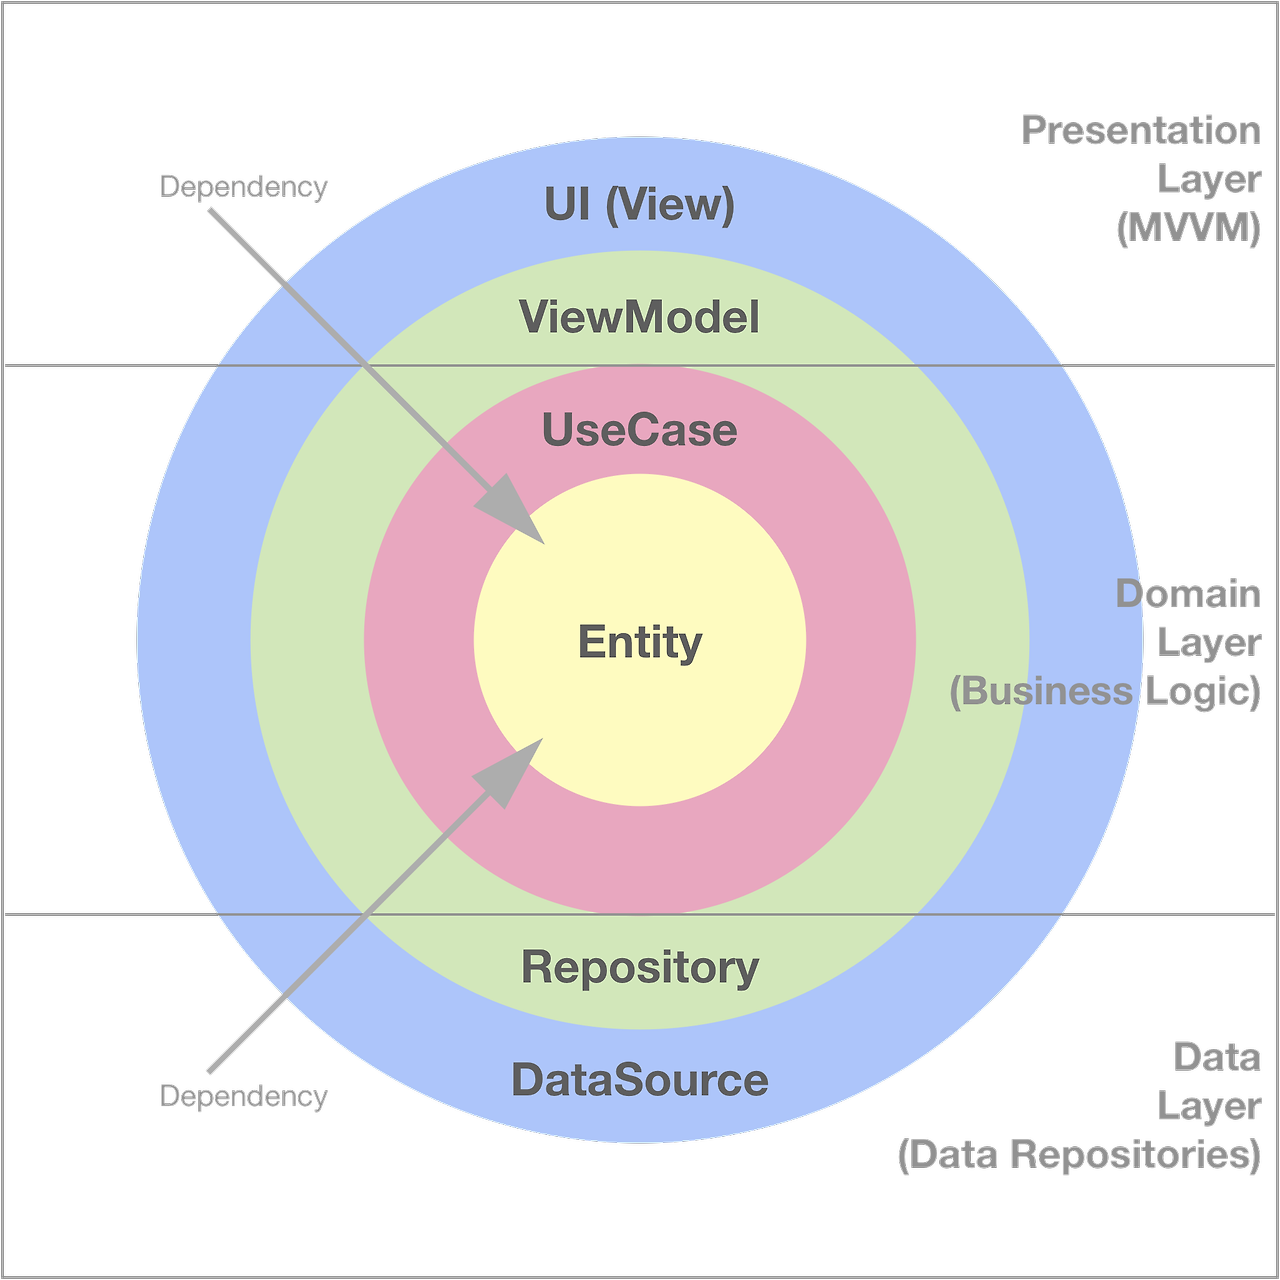 Presentation
Layer
(MVVM)
Dependency
UI (View)
ViewModel
UseCase
Entity
Domain
Layer
(Business Logic)
Repository
DataSource
Dependency
Data
Layer
(Data Repositories)